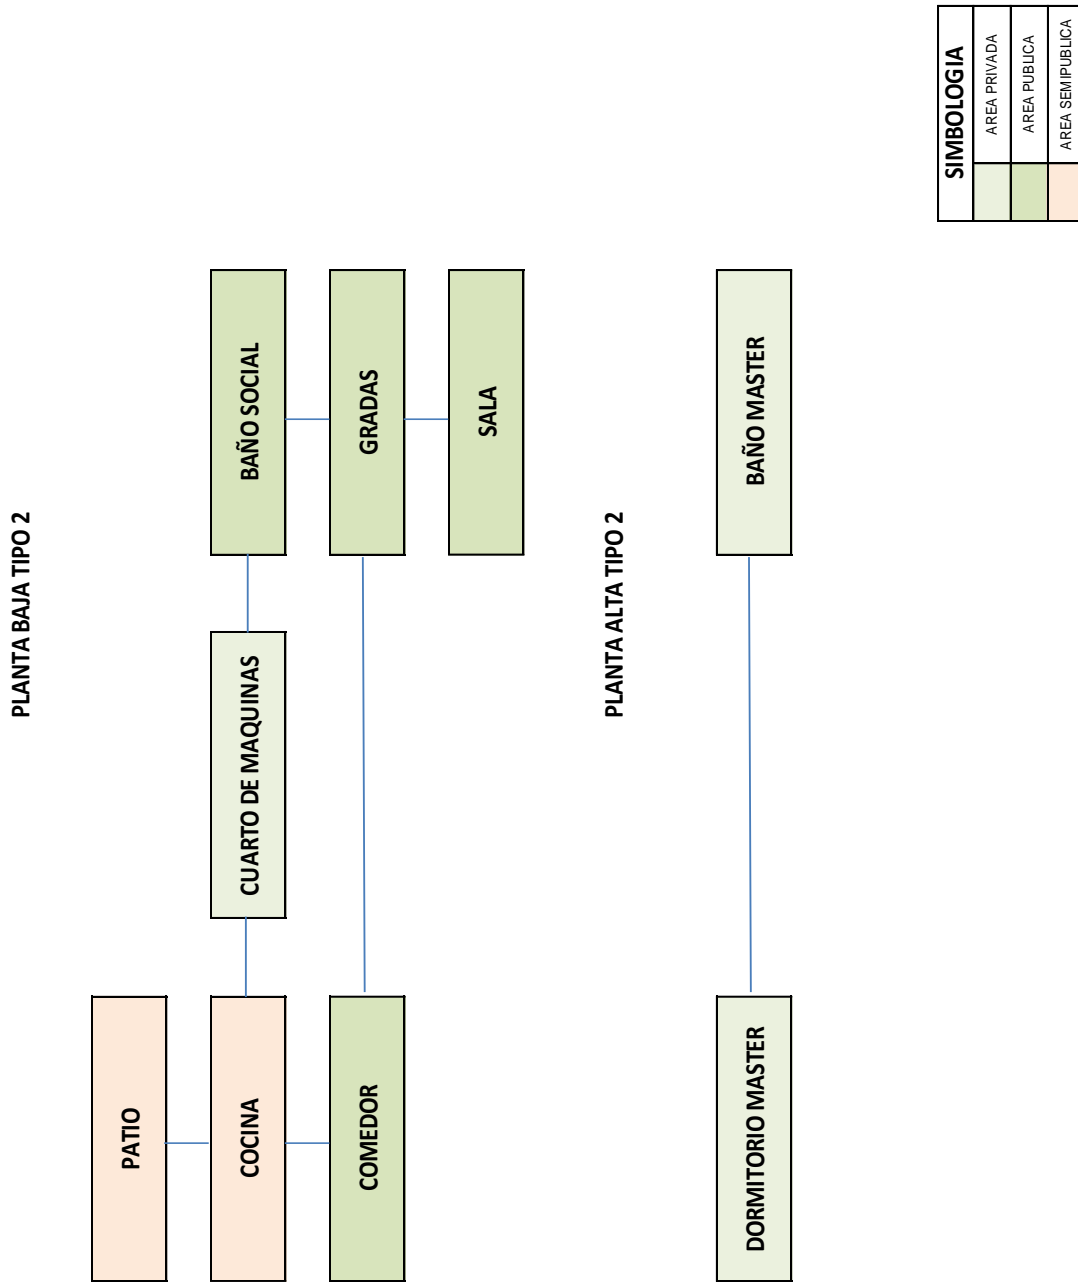 PLANTA BAJA TIPO 2
PATIO
COCINA
CUARTO DE MAQUINAS
BAÑO SOCIAL
COMEDOR
GRADAS
SALA
PLANTA ALTA TIPO 2
DORMITORIO MASTER
BAÑO MASTER
SIMBOLOGIA
AREA PRIVADA
AREA PUBLICA
AREA SEMIPUBLICA